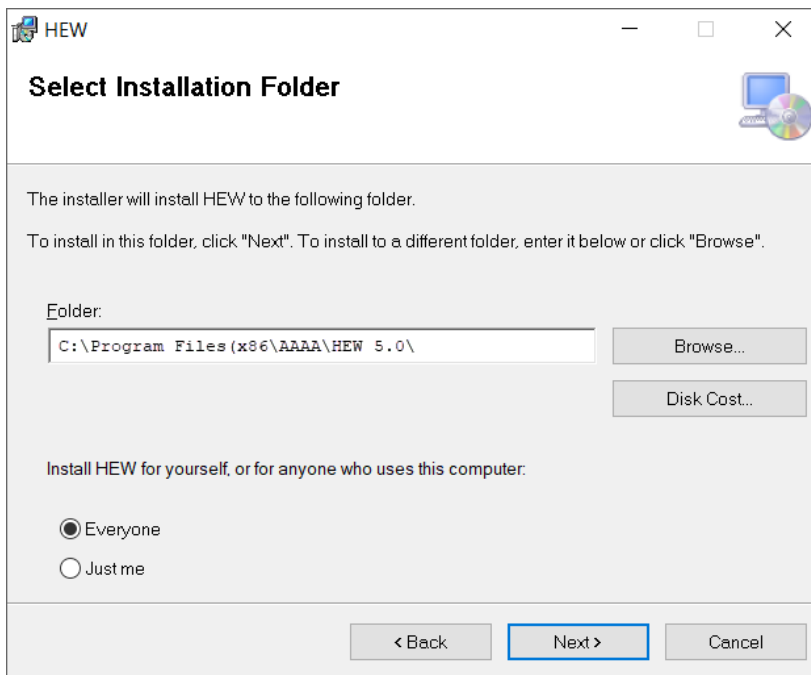 HEW
Select Installation Folder
The installer will install HEW to the following folder.
To install in this folder, click "Next". To install to a different folder, enter it below or click "Browse".
Folder:
C:\Program Files(x86\AAAA\HEW 5.0\
Browse...
Disk Cost...
Install HEW for yourself, or for anyone who uses this computer:
Everyone
Just me
< Back
Next >
Cancel